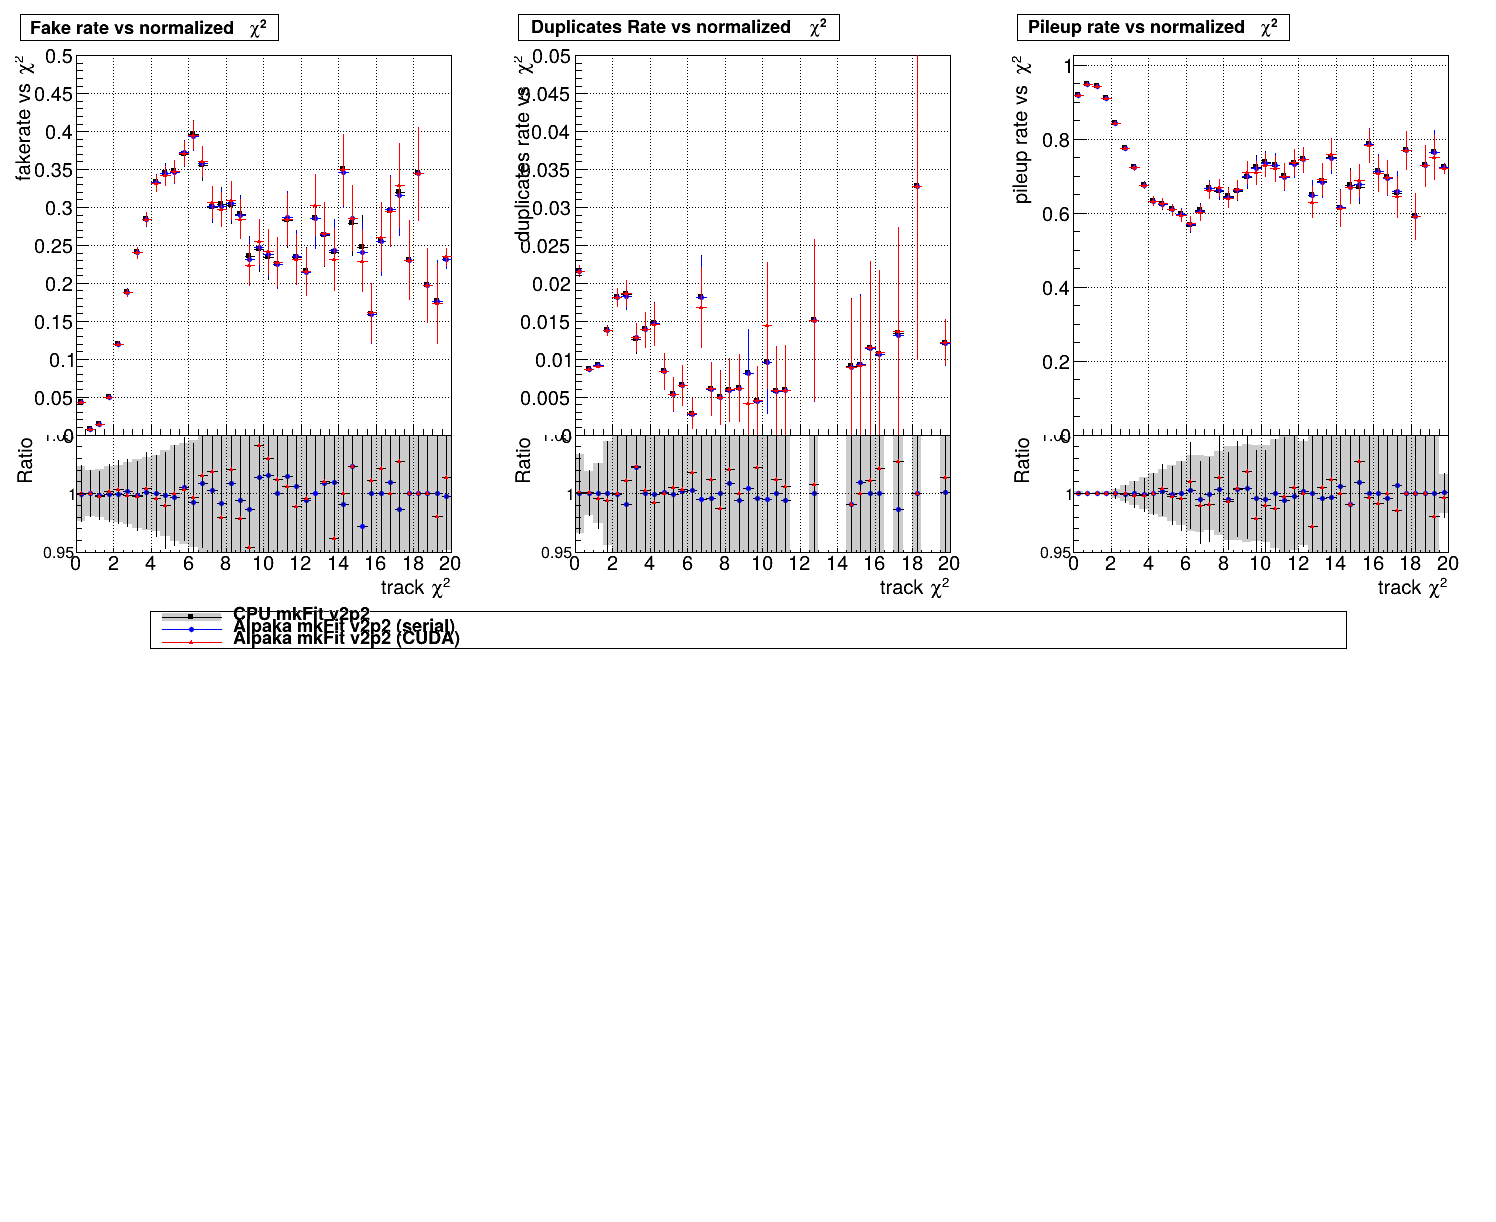 Fake rate vs normalized χ²
fakerate vs χ²
0.5
0.45
0.4
0.35
0.3
0.25
0.2
0.15
0.1
0.05
0
Ratio
1
0.95
0 2 4 6 8 10 12 14 16 18 20
track χ²
Duplicates Rate vs normalized χ²
duplicates rate vs χ²
0.05
0.045
0.04
0.035
0.03
0.025
0.02
0.015
0.01
0.005
0
Ratio
1
0.95
0 2 4 6 8 10 12 14 16 18 20
track χ²
Pileup rate vs normalized χ²
pileup rate vs χ²
1
0.8
0.6
0.4
0.2
0
Ratio
1
0.95
0 2 4 6 8 10 12 14 16 18 20
track χ²
CPU mkFit v2p2
Alpaka mkFit v2p2 (serial)
Alpaka mkFit v2p2 (CUDA)